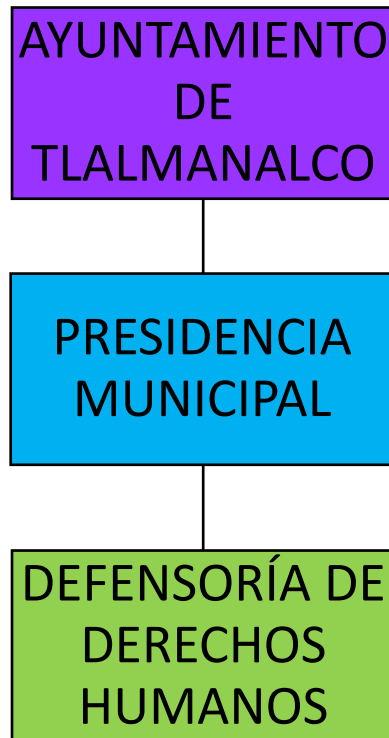 AYUNTAMIENTO
DE
TLALMANALCO
PRESIDENCIA
MUNICIPAL
DEFENSORÍA DE
DERECHOS
HUMANOS